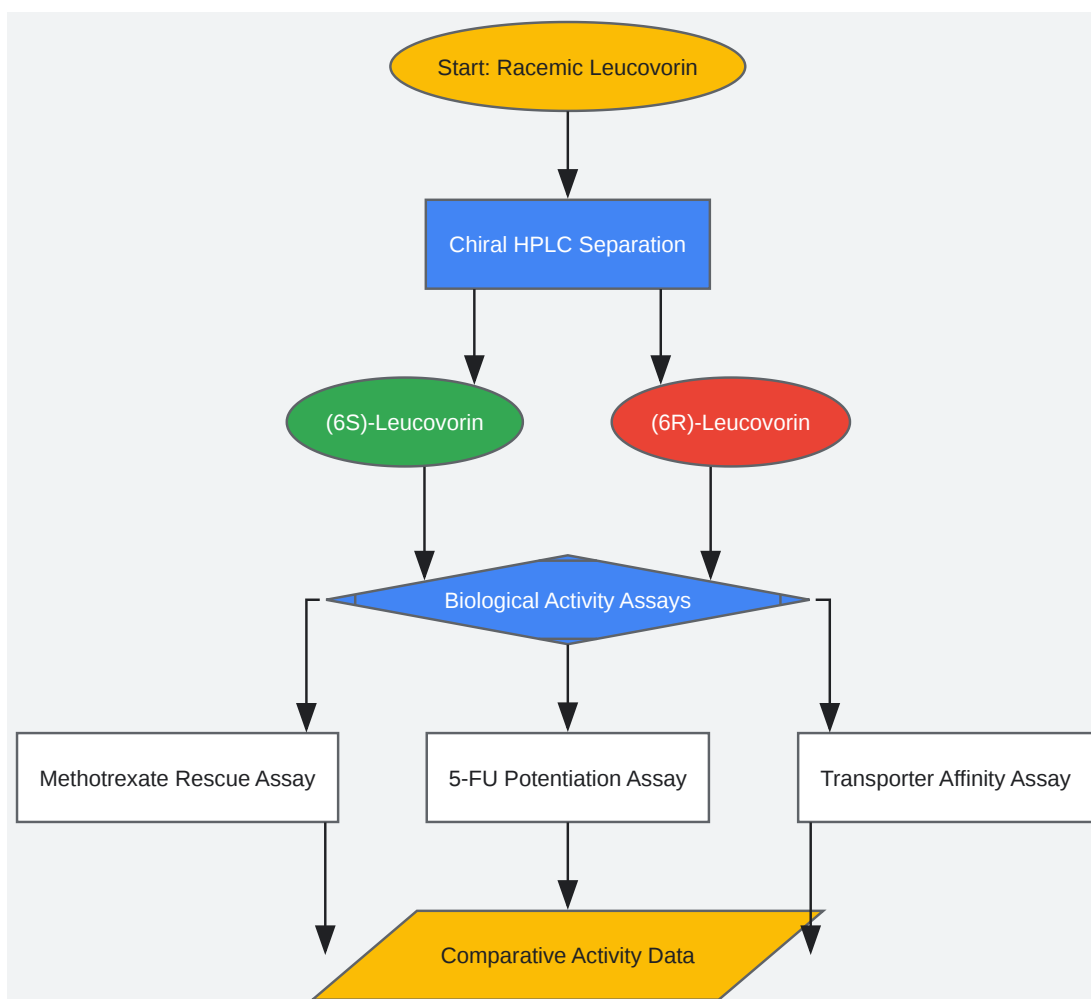 Start: Racemic Leucovorin
Chiral HPLC Separation
(6S)-Leucovorin
(6R)-Leucovorin
Biological Activity Assays
Methotrexate Rescue Assay
5-FU Potentiation Assay
Transporter Affinity Assay
Comparative Activity Data